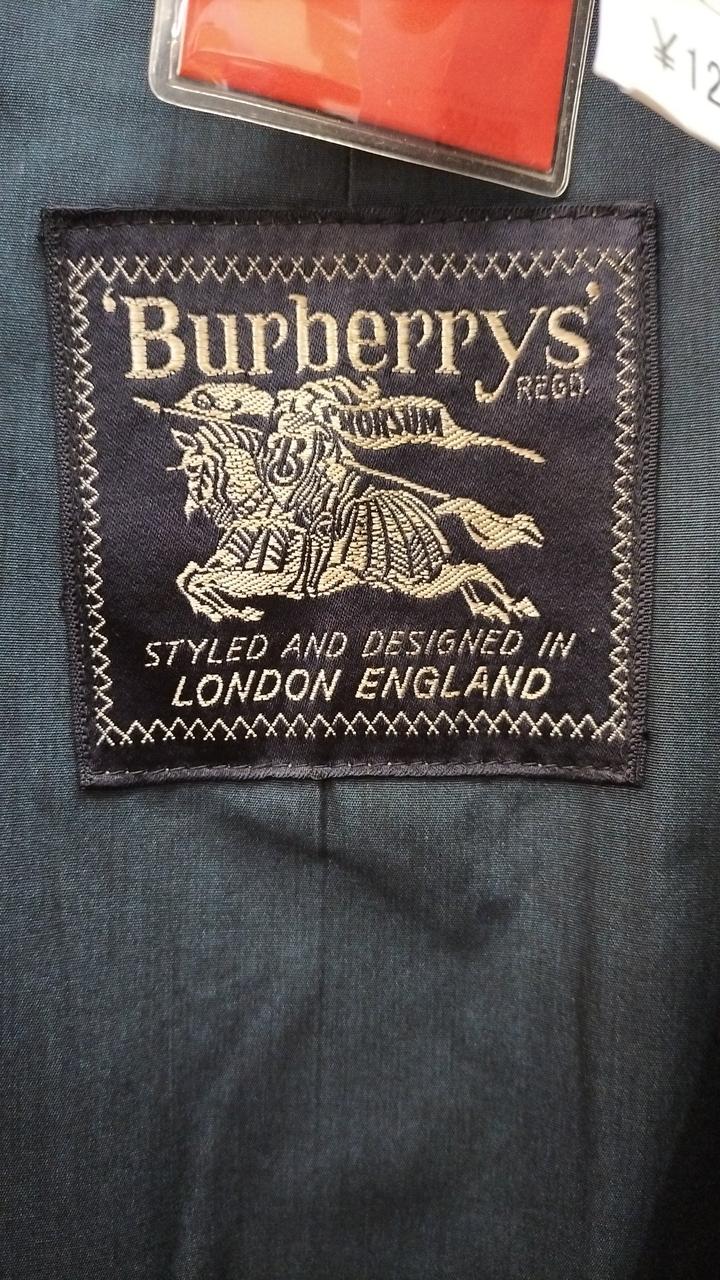 ¥12
'Burberrys'
REGD.
PRORSUM
B
STYLED AND DESIGNED IN
LONDON ENGLAND